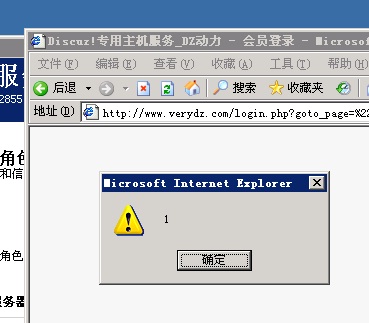 Discuz!专用主机服务_DZ动力 - 会员登录 - Microsof
文件(F) 编辑(E) 查看(V) 收藏(A) 工具(T) 帮助(H)
后退 搜索 收藏夹
地址(D) http://www.verydz.com/login.php?goto_page=%22
服
2855
角色
和信
Microsoft Internet Explorer
1
确定
角色
服务器